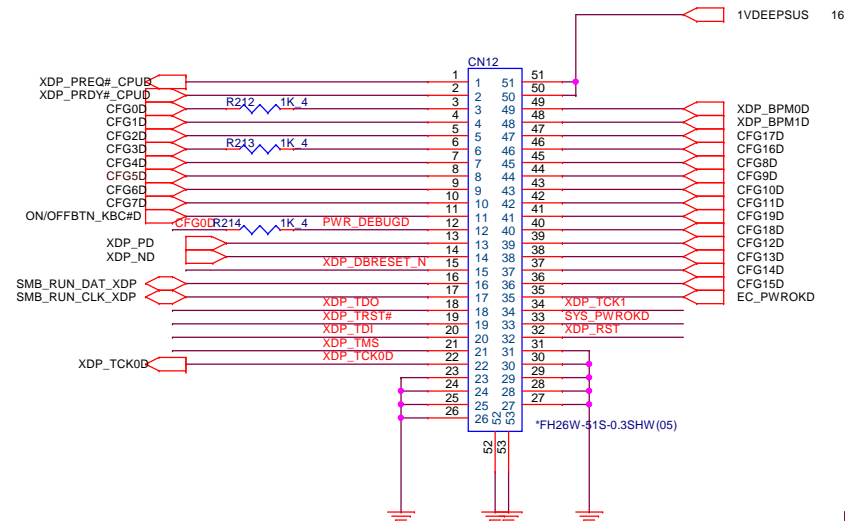 1VDEEPSUS 16
CN12
XDP_PREQ#_CPUD 1 1 51 51
XDP_PRDY#_CPUD 2 2 50 50
CFG0D R212 1K_4 3 3 49 49 XDP_BPM0D
CFG1D 4 4 48 48 XDP_BPM1D
CFG2D 5 5 47 47 CFG17D
CFG3D R213 1K_4 6 6 46 46 CFG16D
CFG4D 7 7 45 45 CFG8D
CFG5D 8 8 44 44 CFG9D
CFG6D 9 9 43 43 CFG10D
CFG7D 10 10 42 42 CFG11D
ON/OFFBTN_KBC#D 11 11 41 41 CFG19D
CFG0D R214 1K_4 PWR_DEBUGD 12 12 40 40 CFG18D
XDP_PD 13 13 39 39 CFG12D
XDP_ND 14 14 38 38 CFG13D
XDP_DBRESET_N 15 15 37 37 CFG14D
SMB_RUN_DAT_XDP 16 16 36 36 CFG15D
SMB_RUN_CLK_XDP 17 17 35 35 EC_PWROKD
XDP_TDO 18 18 34 34 XDP_TCK1
XDP_TRST# 19 19 33 33 SYS_PWROKD
XDP_TDI 20 20 32 32 XDP_RST
XDP_TMS 21 21 31 31
XDP_TCK0D XDP_TCK0D 22 22 30 30
23 23 29 29
24 24 28 28
25 25 27 27
26 26 52 53
*FH26W-51S-0.3SHW(05)
52 53